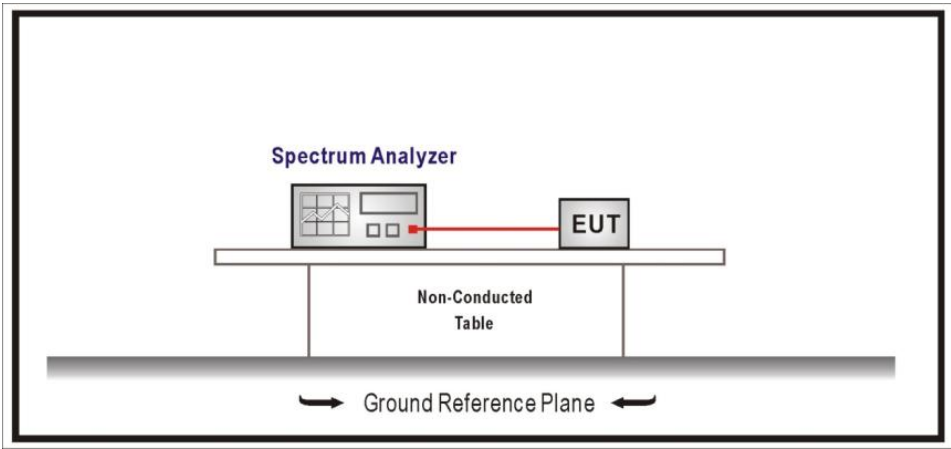 Spectrum Analyzer
EUT
Non-Conducted
Table
Ground Reference Plane